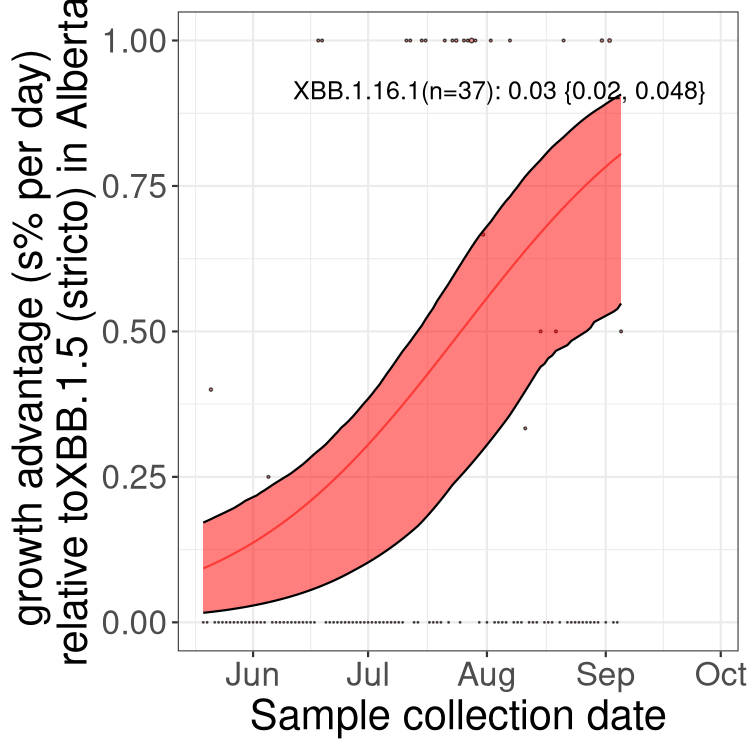 growth advantage (s% per day)
relative toXBB.1.5 (stricto) in Alberta
1.00
0.75
0.50
0.25
0.00
XBB.1.16.1(n=37): 0.03 {0.02, 0.048}
Jun Jul Aug Sep Oct
Sample collection date